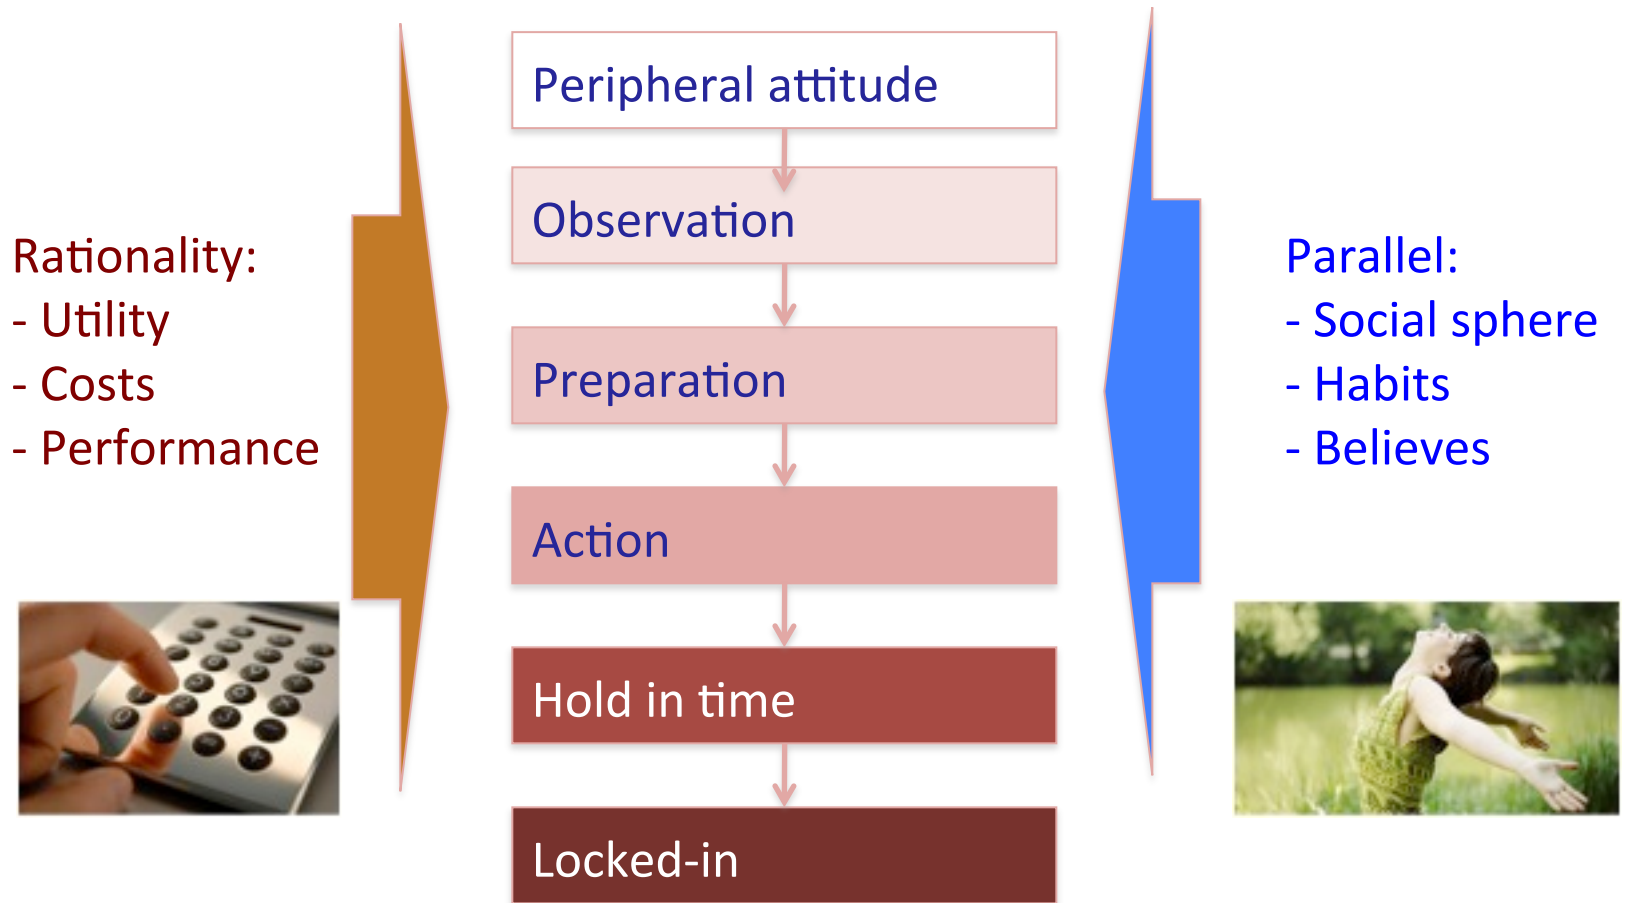 Peripheral attitude
Observation
Preparation
Action
Hold in time
Locked-in
Rationality:
- Utility
- Costs
- Performance
Parallel:
- Social sphere
- Habits
- Believes